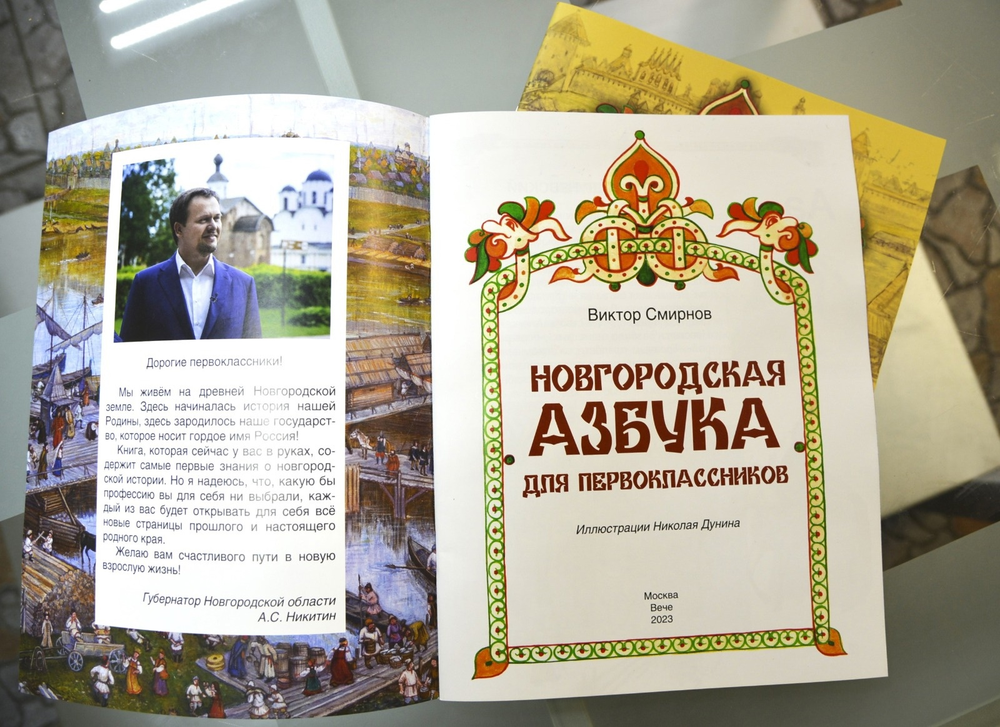 Дорогие первоклассники!
Мы живём на древней Новгородской
земле. Здесь начиналась история нашей
Родины, здесь зародилось наше государст-
во, которое носит гордое имя Россия!
Книга, которая сейчас у вас в руках, со-
держит самые первые знания о новгород-
ской истории. Но я надеюсь, что, какую бы
профессию вы для себя ни выбрали, каж-
дый из вас будет открывать для себя всё
новые страницы прошлого и настоящего
родного края.
Желаю вам счастливого пути в новую
взрослую жизнь!
Губернатор Новгородской области
А.С. Никитин
Виктор Смирнов
НОВГОРОДСКАЯ
АЗБУКА
ДЛЯ ПЕРВОКЛАССНИКОВ
Иллюстрации Николая Дунина
Москва
Вече
2023